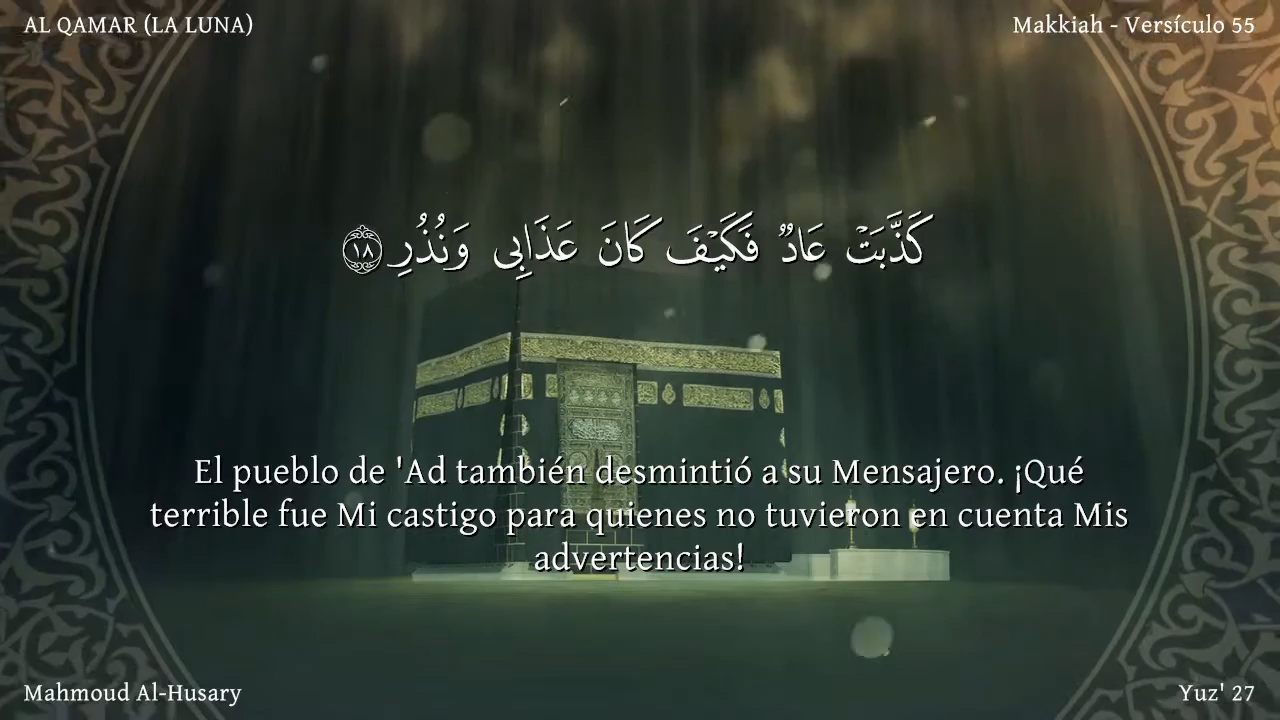 AL QAMAR (LA LUNA)
Makkiah - Versículo 55
كَذَّبَتْ عَادٌ فَكَيْفَ كَانَ عَذَابِى وَنُذُرِ ١٨
El pueblo de 'Ad también desmintió a su Mensajero. ¡Qué
terrible fue Mi castigo para quienes no tuvieron en cuenta Mis
advertencias!
Mahmoud Al-Husary
Yuz' 27